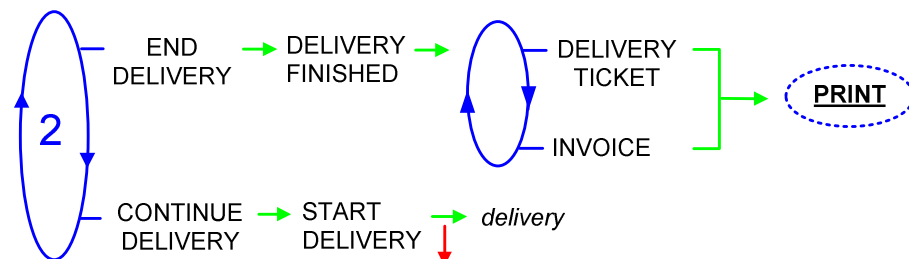 END
DELIVERY
DELIVERY
FINISHED
DELIVERY
TICKET
PRINT
2
INVOICE
CONTINUE
DELIVERY
START
DELIVERY
delivery